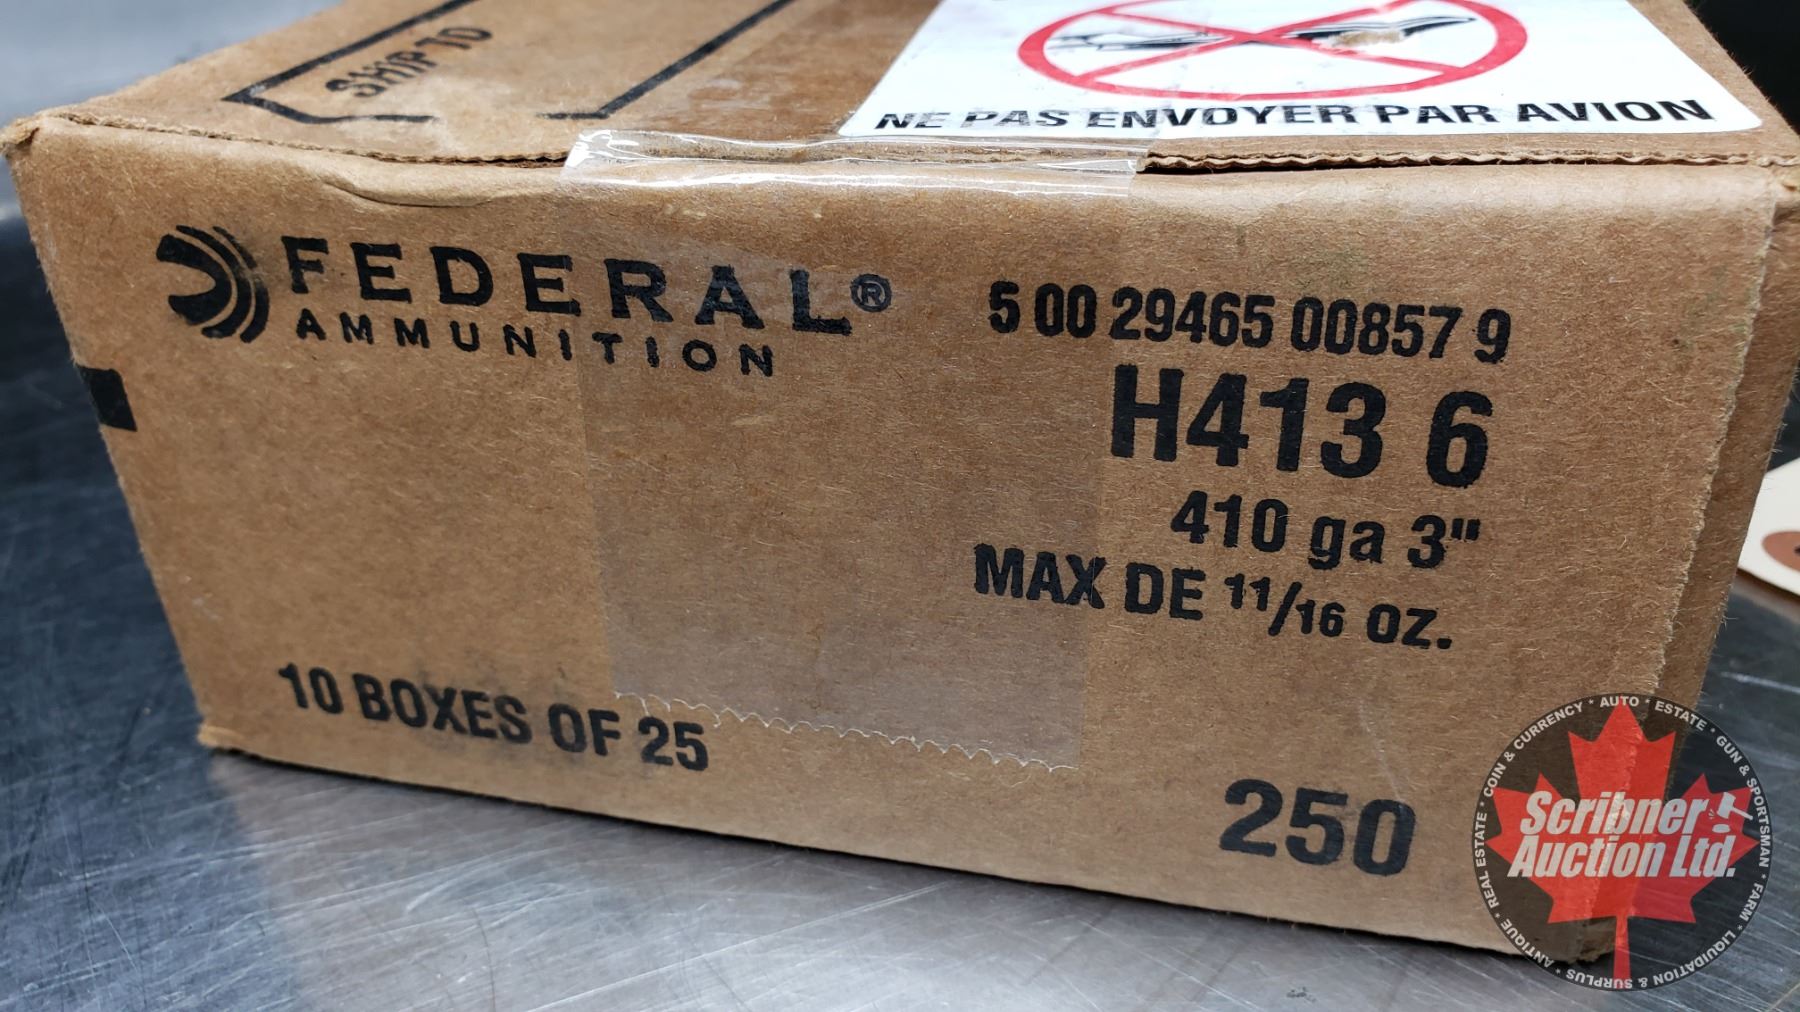 SHIP TO
NE PAS ENVOYER PAR AVION
FEDERAL®
AMMUNITION
5 00 29465 00857 9
H413 6
410 ga 3"
MAX DE 11/16 OZ.
10 BOXES OF 25
250
Scribner
Auction Ltd.
REAL ESTATE * COIN & CURRENCY * AUTO * ESTATE * GUN & SPORTSMAN * FARM * LIQUIDATION & SURPLUS * ANTIQUE *